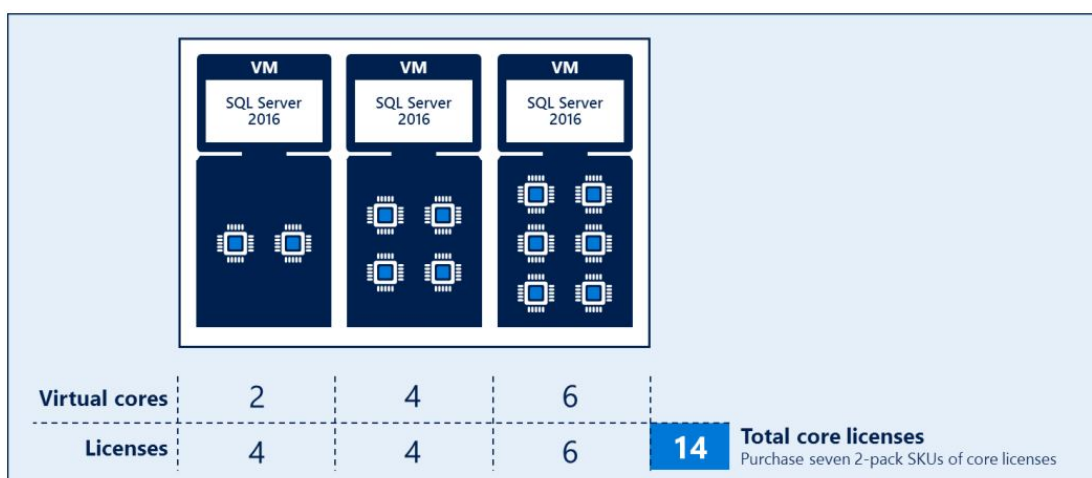 VM VM VM
SQL Server 2016 SQL Server 2016 SQL Server 2016
Virtual cores 2 4 6
Licenses 4 4 6 14 Total core licenses
Purchase seven 2-pack SKUs of core licenses